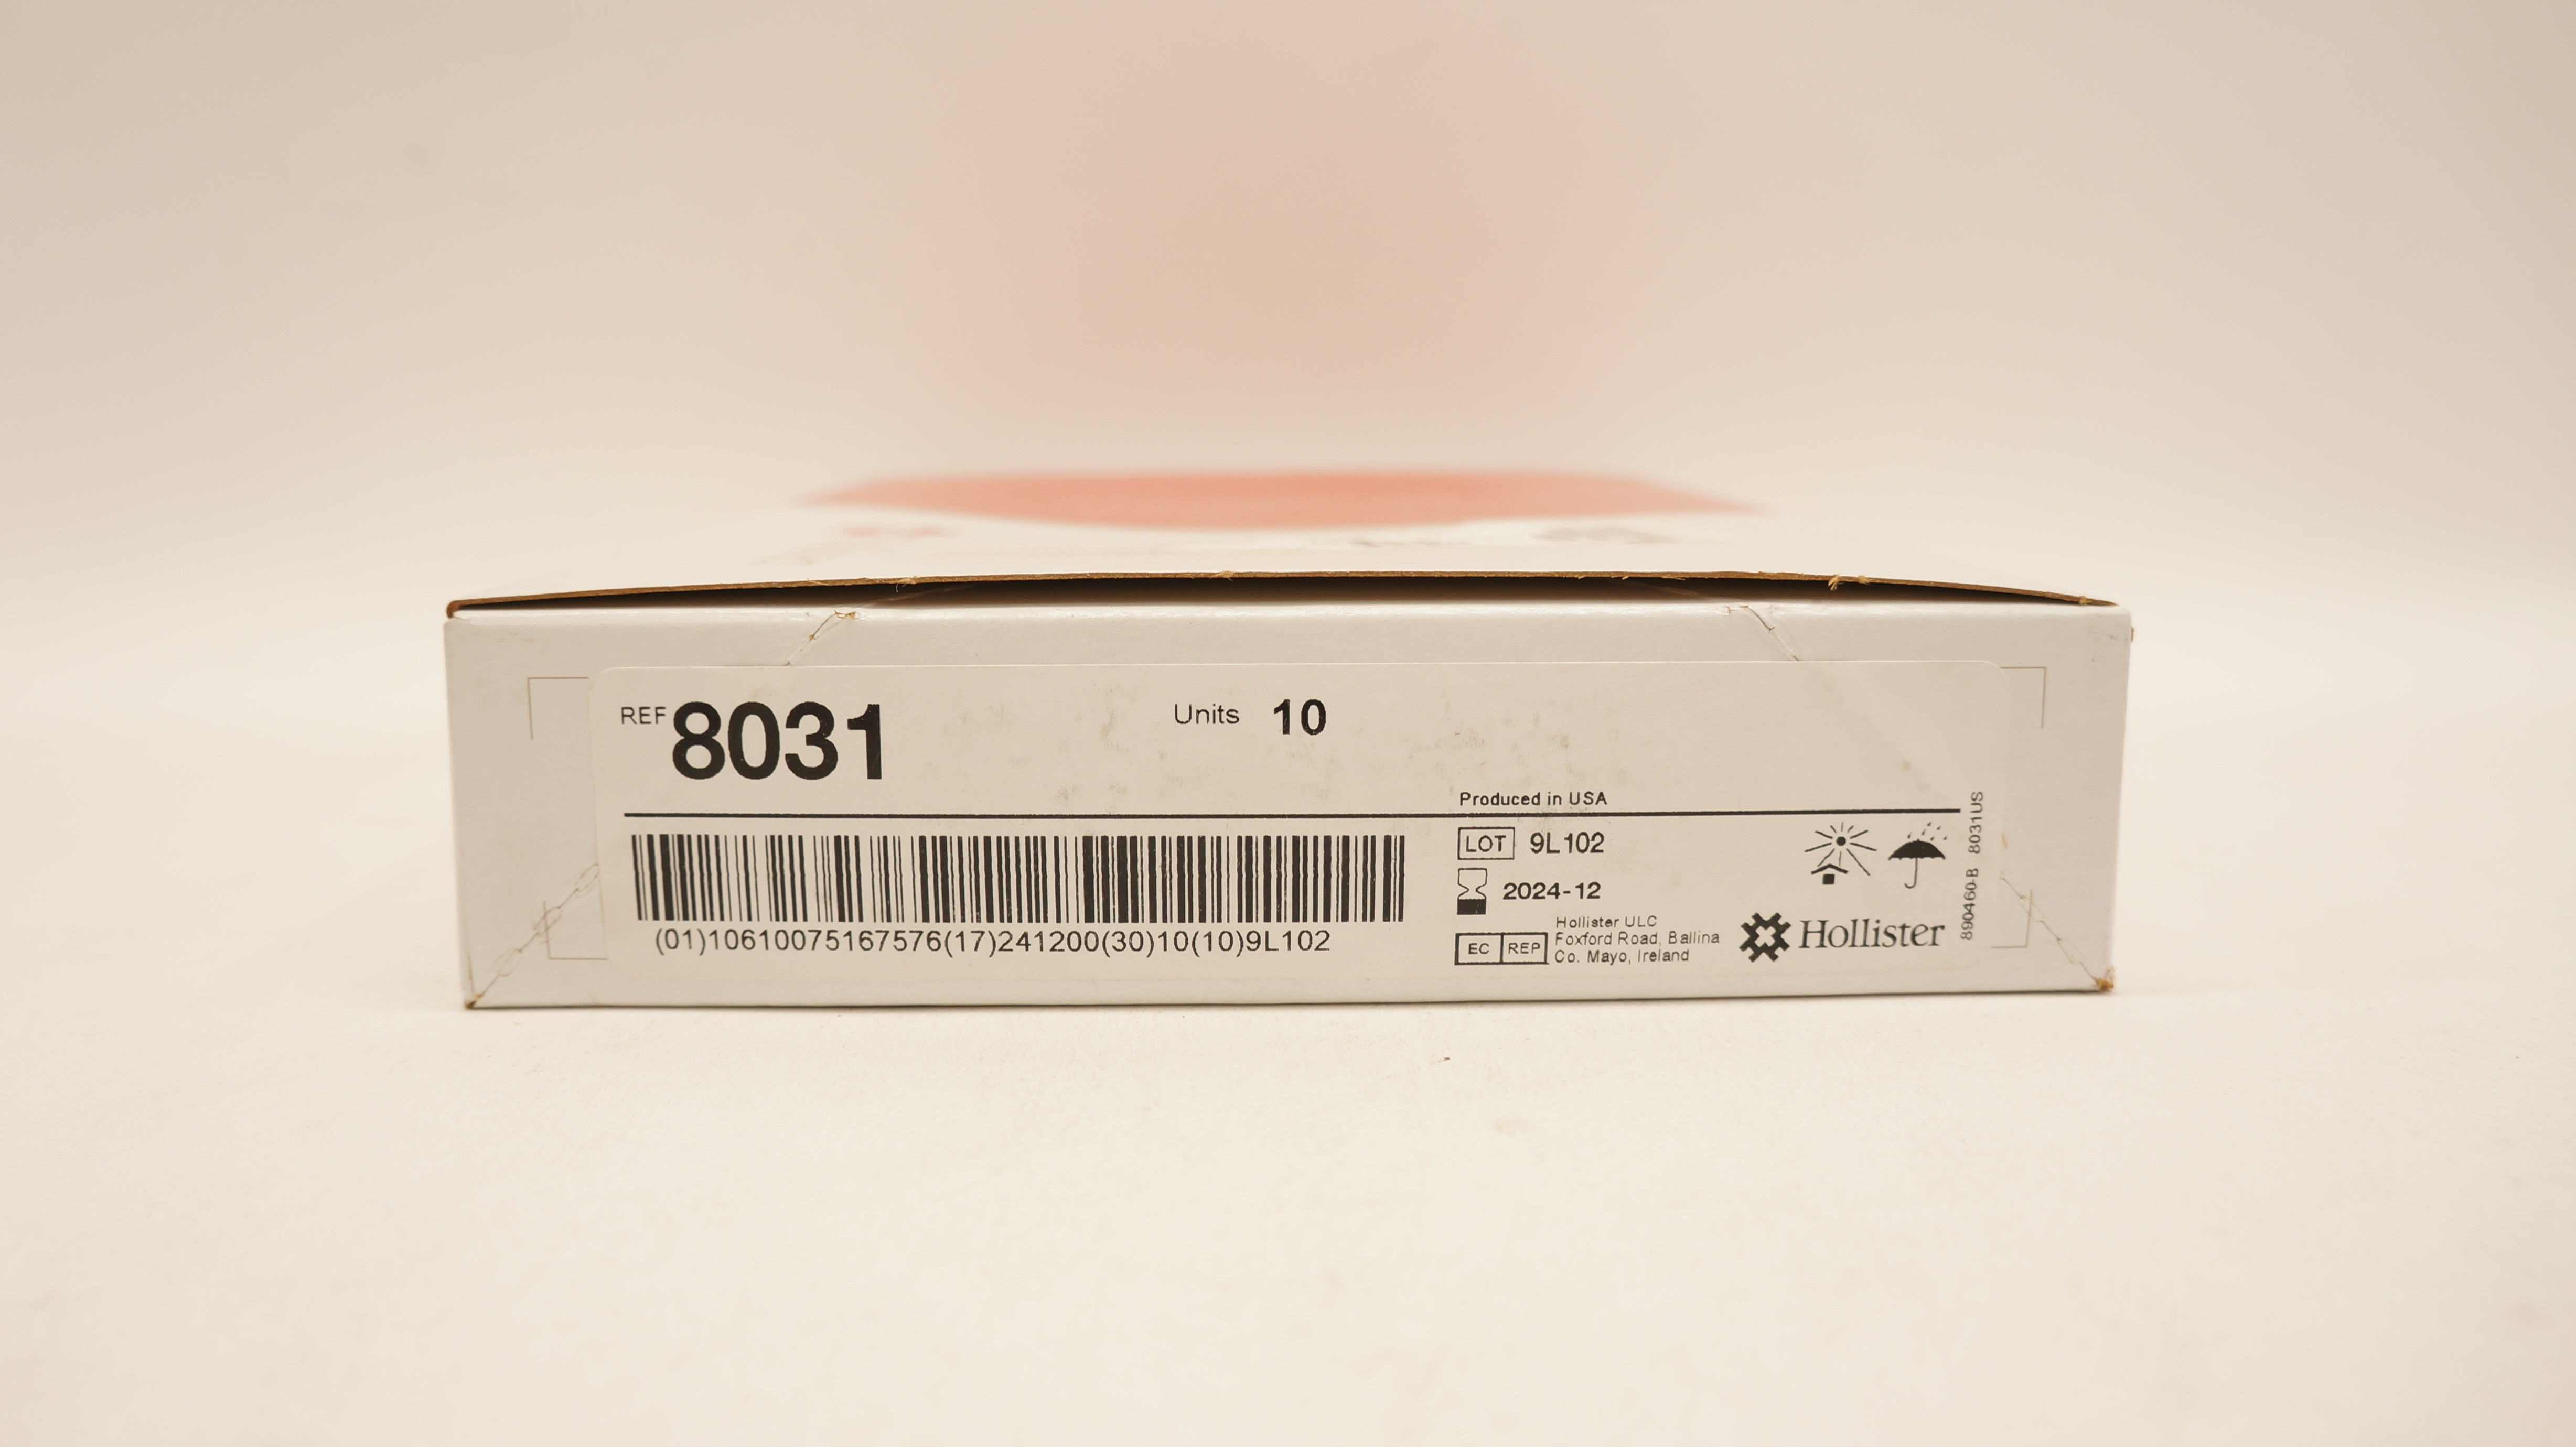 REF 8031 Units 10
Produced in USA
LOT 9L102
2024-12
(01)10610075167576(17)241200(30)10(10)9L102
EC REP
Hollister ULC
Foxford Road, Ballina
Co. Mayo, Ireland
Hollister
890460-B 8031US